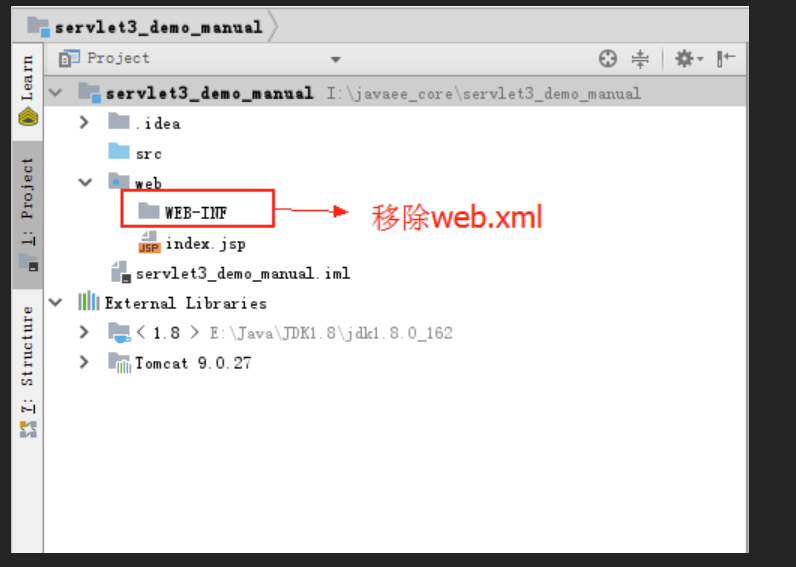 servlet3_demo_manual
Learn
1: Project
7: Structure
Project
servlet3_demo_manual I:\javaee_core\servlet3_demo_manual
.idea
src
web
WEB-INF
移除web.xml
JSP index.jsp
servlet3_demo_manual.iml
External Libraries
< 1.8 > E:\Java\JDK1.8\jdk1.8.0_162
Tomcat 9.0.27